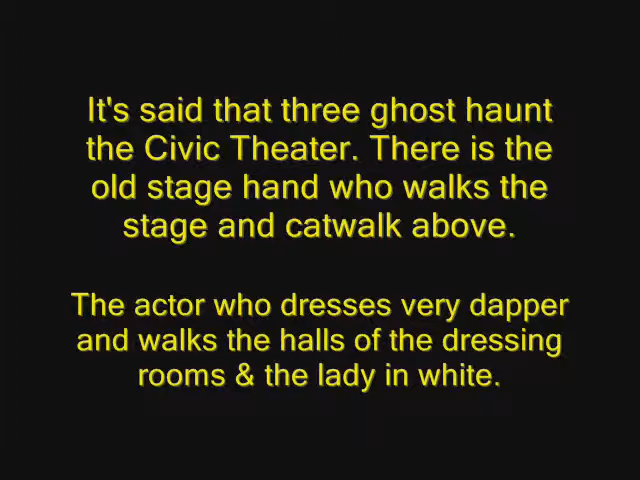 It's said that three ghost haunt
the Civic Theater. There is the
old stage hand who walks the
stage and catwalk above.
The actor who dresses very dapper
and walks the halls of the dressing
rooms & the lady in white.